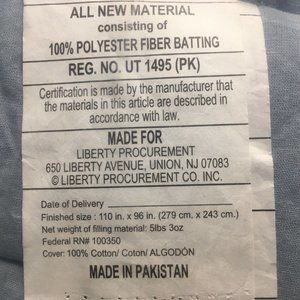 ALL NEW MATERIAL
consisting of
100% POLYESTER FIBER BATTING
REG. NO. UT 1495 (PK)
Certification is made by the manufacturer that
the materials in this article are described in
accordance with law.
MADE FOR
LIBERTY PROCUREMENT
650 LIBERTY AVENUE, UNION, NJ 07083
© LIBERTY PROCUREMENT CO. INC.
Date of Delivery
Finished size : 110 in. x 96 in. (279 cm. x 243 cm.)
Net weight of filling material: 5lbs 3oz
Federal RN# 100350
Cover: 100% Cotton/ Coton/ ALGODÓN
MADE IN PAKISTAN